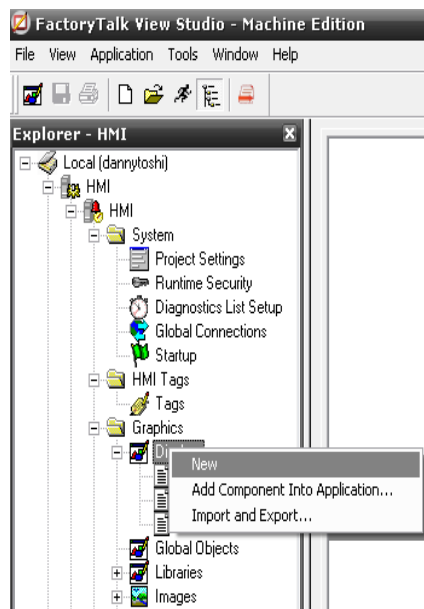 FactoryTalk View Studio - Machine Edition
File View Application Tools Window Help
Explorer - HMI
Local (dannytoshi)
HMI
HMI
System
Project Settings
Runtime Security
Diagnostics List Setup
Global Connections
Startup
HMI Tags
Tags
Graphics
New
Add Component Into Application...
Import and Export...
Global Objects
Libraries
Images